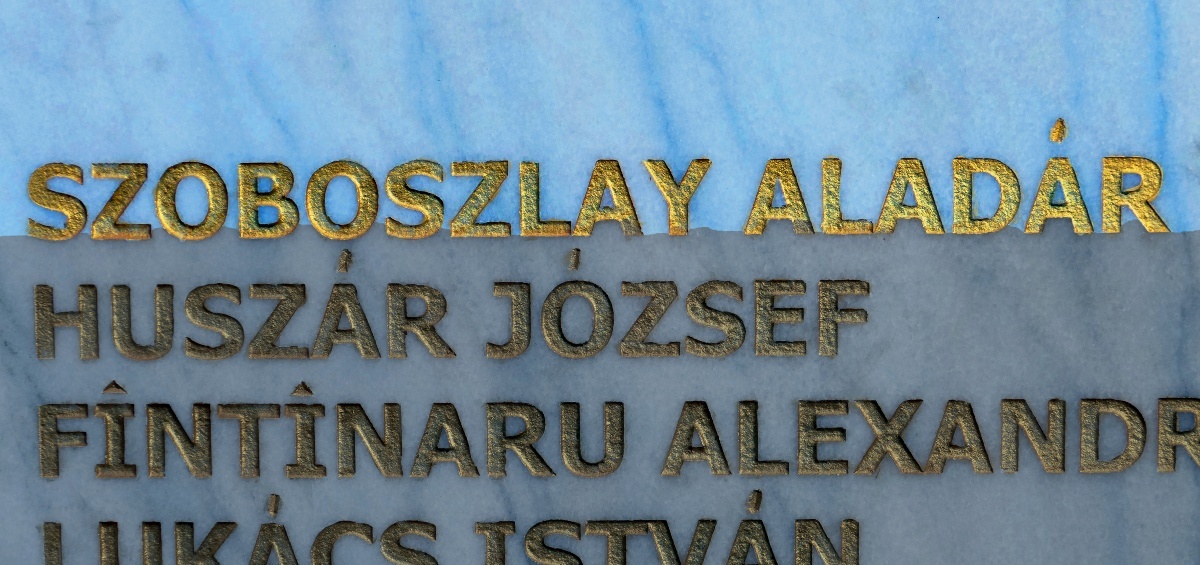 SZOBOSZLAY ALADÁR
HUSZÁR JÓZSEF
FÎNTÎNARU ALEXANDR
LUKÁCS ISTVÁN